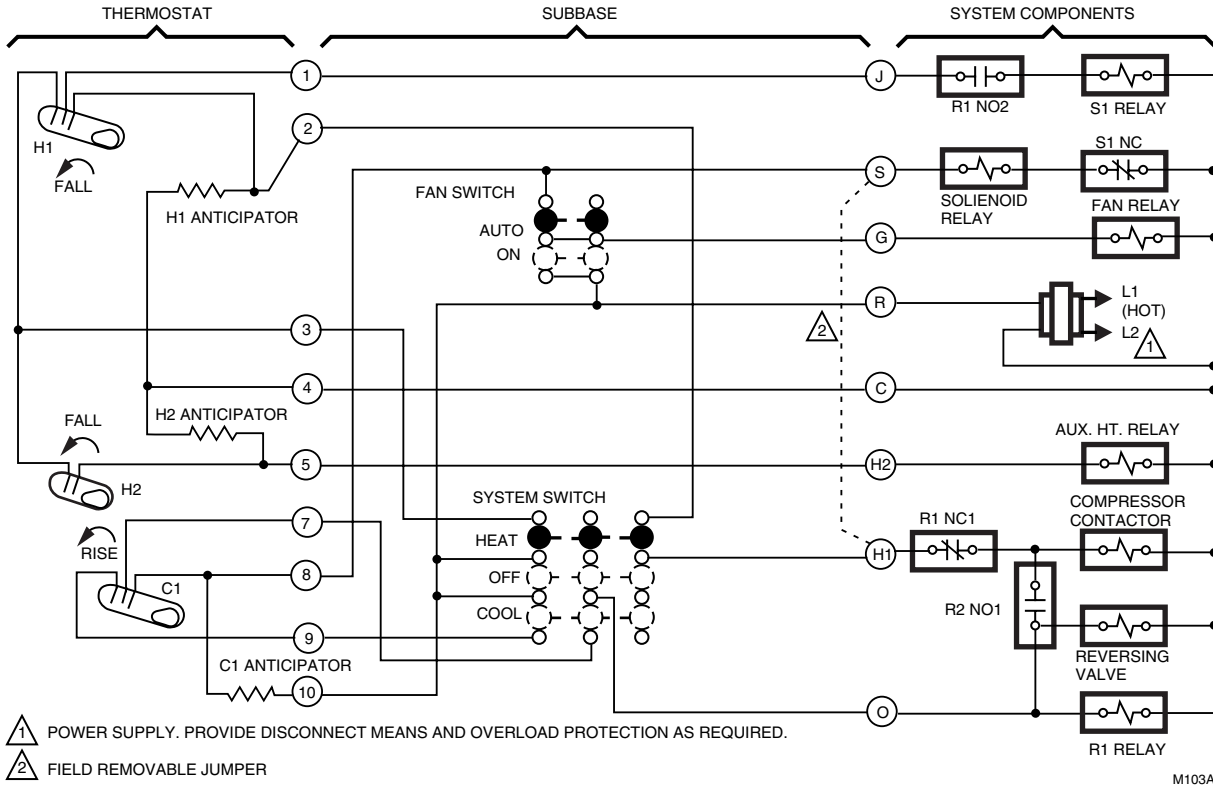 THERMOSTAT
SUBBASE
SYSTEM COMPONENTS
1
J
R1 NO2
S1 RELAY
H1
FALL
2
H1 ANTICIPATOR
FAN SWITCH
AUTO
ON
S
SOLIENOID
RELAY
S1 NC
FAN RELAY
G
R
L1
(HOT)
L2
1
2
3
4
C
H2 ANTICIPATOR
FALL
H2
5
H2
AUX. HT. RELAY
SYSTEM SWITCH
HEAT
OFF
COOL
7
RISE
C1
8
9
C1 ANTICIPATOR
10
H1
R1 NC1
COMPRESSOR
CONTACTOR
R2 NO1
REVERSING
VALVE
O
R1 RELAY
1 POWER SUPPLY. PROVIDE DISCONNECT MEANS AND OVERLOAD PROTECTION AS REQUIRED.
2 FIELD REMOVABLE JUMPER
M103A